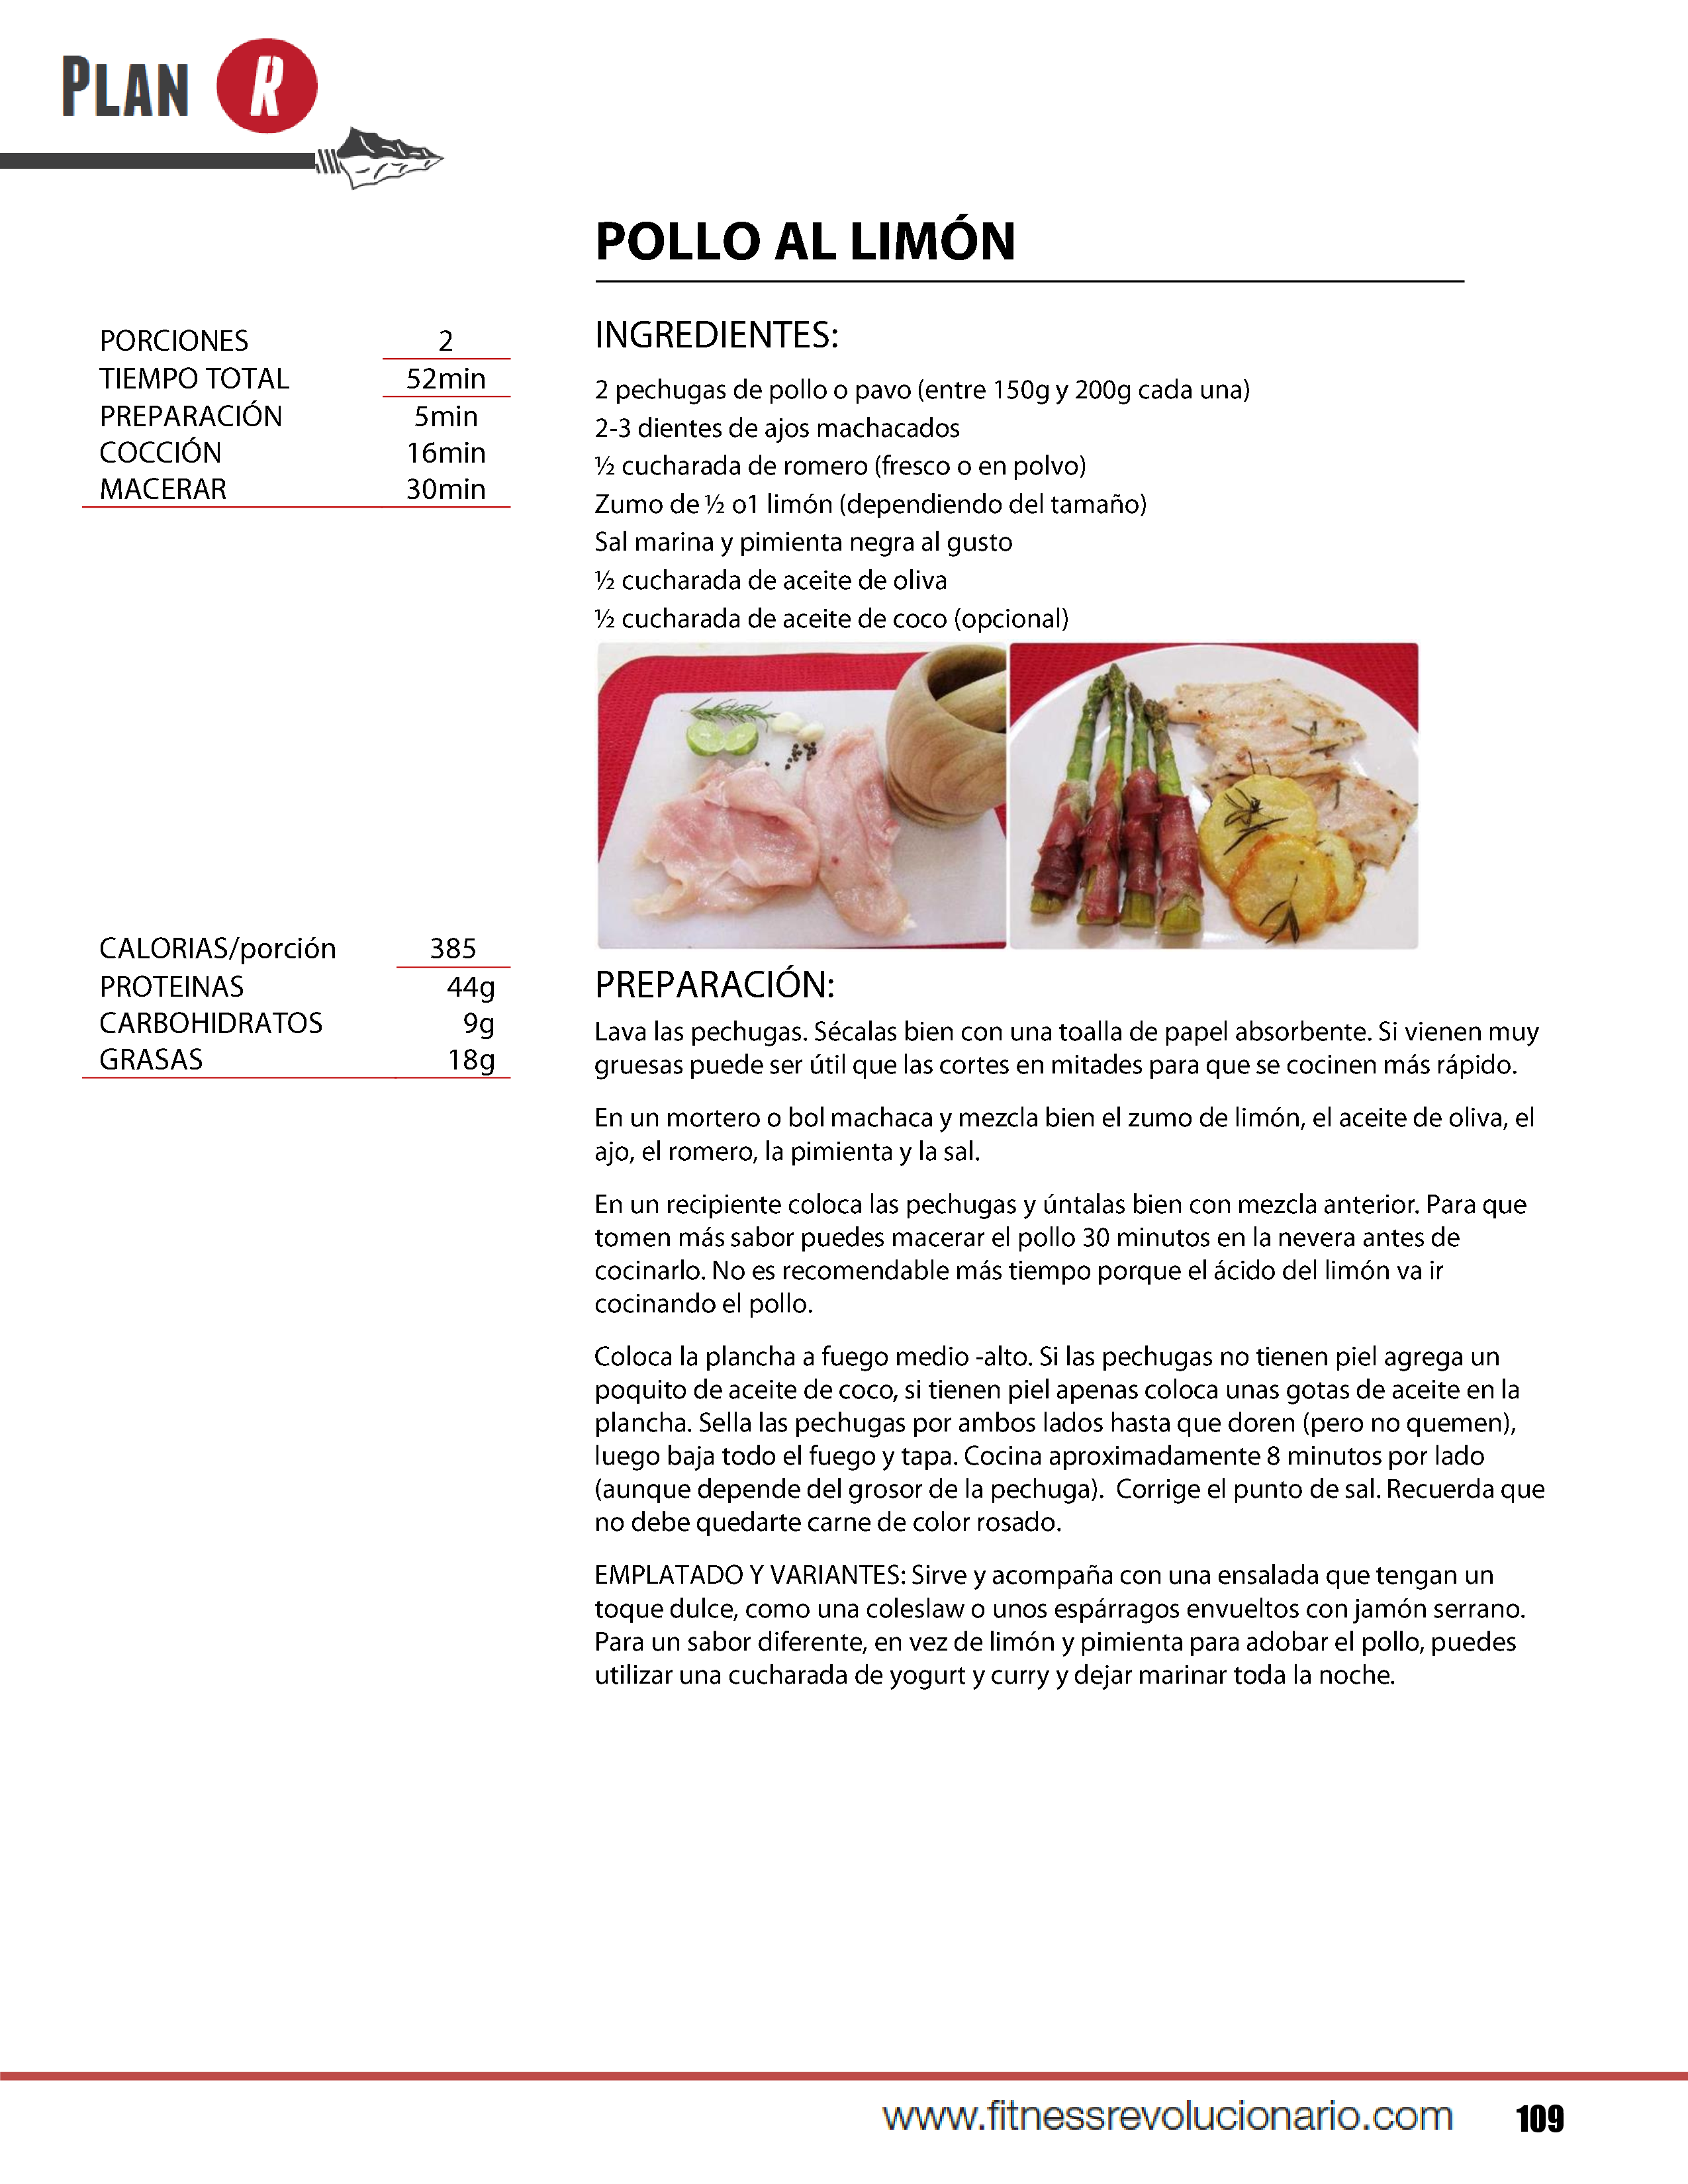 PLAN R
POLLO AL LIMÓN
PORCIONES 2
TIEMPO TOTAL 52min
PREPARACIÓN 5min
COCCIÓN 16min
MACERAR 30min
INGREDIENTES:
2 pechugas de pollo o pavo (entre 150g y 200g cada una)
2-3 dientes de ajos machacados
½ cucharada de romero (fresco o en polvo)
Zumo de ½ o1 limón (dependiendo del tamaño)
Sal marina y pimienta negra al gusto
½ cucharada de aceite de oliva
½ cucharada de aceite de coco (opcional)
CALORIAS/porción 385
PROTEINAS 44g
CARBOHIDRATOS 9g
GRASAS 18g
PREPARACIÓN:
Lava las pechugas. Sécalas bien con una toalla de papel absorbente. Si vienen muy
gruesas puede ser útil que las cortes en mitades para que se cocinen más rápido.
En un mortero o bol machaca y mezcla bien el zumo de limón, el aceite de oliva, el
ajo, el romero, la pimienta y la sal.
En un recipiente coloca las pechugas y úntalas bien con mezcla anterior. Para que
tomen más sabor puedes macerar el pollo 30 minutos en la nevera antes de
cocinarlo. No es recomendable más tiempo porque el ácido del limón va ir
cocinando el pollo.
Coloca la plancha a fuego medio -alto. Si las pechugas no tienen piel agrega un
poquito de aceite de coco, si tienen piel apenas coloca unas gotas de aceite en la
plancha. Sella las pechugas por ambos lados hasta que doren (pero no quemen),
luego baja todo el fuego y tapa. Cocina aproximadamente 8 minutos por lado
(aunque depende del grosor de la pechuga).  Corrige el punto de sal. Recuerda que
no debe quedarte carne de color rosado.
EMPLATADO Y VARIANTES: Sirve y acompaña con una ensalada que tengan un
toque dulce, como una coleslaw o unos espárragos envueltos con jamón serrano.
Para un sabor diferente, en vez de limón y pimienta para adobar el pollo, puedes
utilizar una cucharada de yogurt y curry y dejar marinar toda la noche.
www.fitnessrevolucionario.com 109